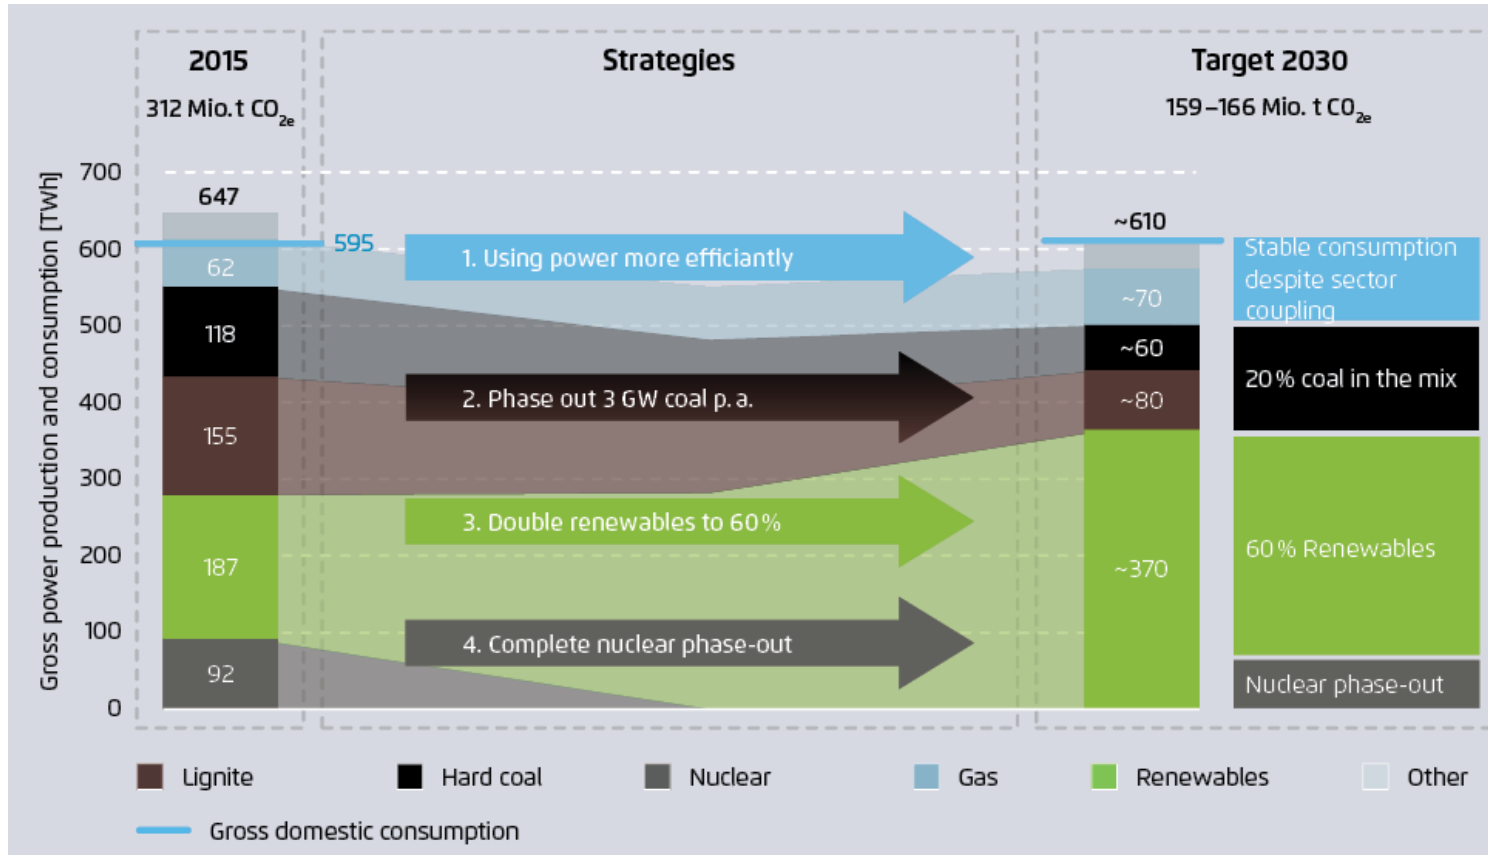 2015
312 Mio. t CO2e
Strategies
Target 2030
159–166 Mio. t CO2e
Gross power production and consumption [TWh]
700
600
500
400
300
200
100
0
647
595
62
118
155
187
92
1. Using power more efficiantly
2. Phase out 3 GW coal p. a.
3. Double renewables to 60 %
4. Complete nuclear phase-out
~610
~70
~60
~80
~370
Stable consumption
despite sector
coupling
20 % coal in the mix
60 % Renewables
Nuclear phase-out
Lignite
Hard coal
Nuclear
Gas
Renewables
Other
Gross domestic consumption